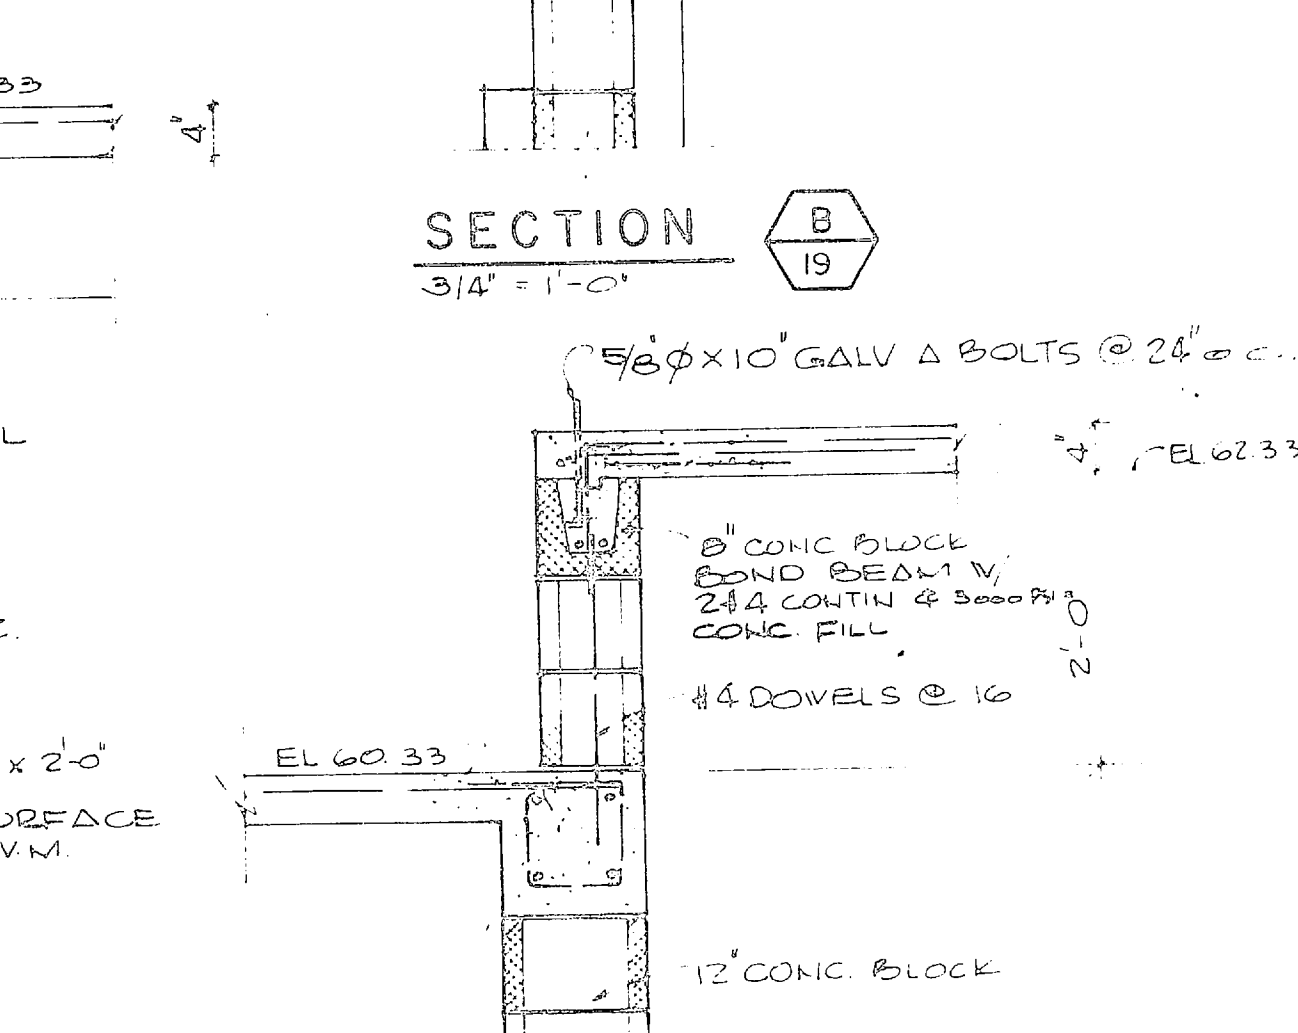 33
4"
SECTION
B
19
3/4" = 1'-0"
5/8"φ X 10" GALV Δ BOLTS @ 24" o c..
L
4"
EL 62.33
8" CONC BLOCK
BOND BEAM W/
2#4 CONTIN & 3000 PSI
CONC. FILL
2'-0
C.
#4 DOWELS @ 16
x 2'-0"
EL 60.33
URFACE
V.M.
12" CONC. BLOCK